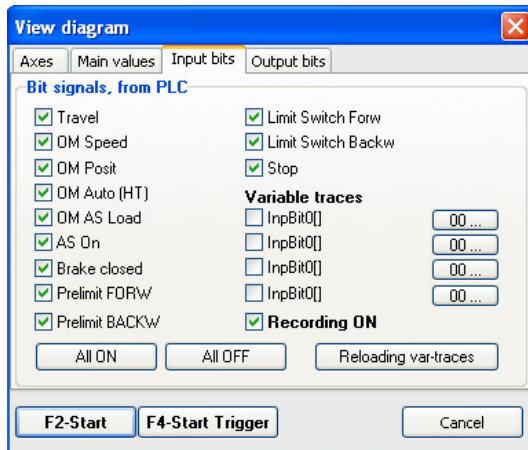 View diagram
Axes Main values Input bits Output bits
Bit signals, from PLC
Travel
OM Speed
OM Posit
OM Auto (HT)
OM AS Load
AS On
Brake closed
Prelimit FORW
Prelimit BACKW
Limit Switch Forw
Limit Switch Backw
Stop
Variable traces
InpBit0[] 00 ...
InpBit0[] 00 ...
InpBit0[] 00 ...
InpBit0[] 00 ...
Recording ON
All ON All OFF Reloading var-traces
F2-Start F4-Start Trigger Cancel